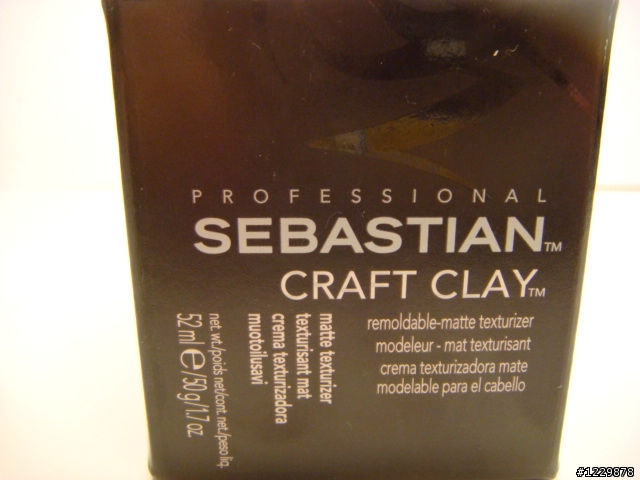 PROFESSIONAL
SEBASTIAN™
CRAFT CLAY™
remoldable-matte texturizer
modeleur - mat texturisant
crema texturizadora mate
modelable para el cabello
matte texturizer
texturisant mat
crema texturizadora
muotoilusavi
net. wt./poids net/cont. net./peso liq.
52 ml ℮/50 g/1.7 oz
#1229878